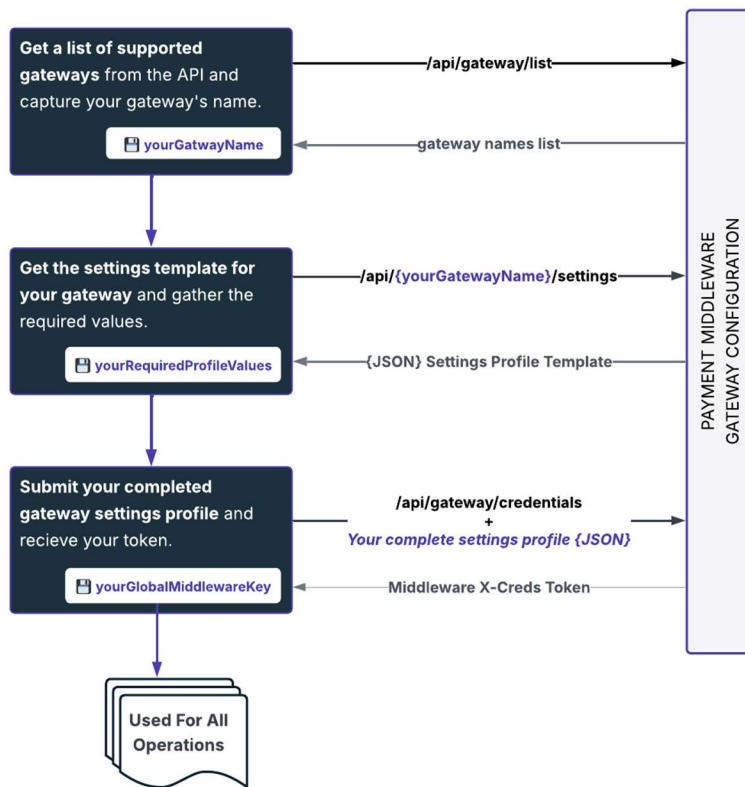 Get a list of supported
gateways from the API and
capture your gateway's name.
yourGatwayName
/api/gateway/list
gateway names list
Get the settings template for
your gateway and gather the
required values.
yourRequiredProfileValues
/api/{yourGatewayName}/settings
{JSON} Settings Profile Template
Submit your completed
gateway settings profile and
recieve your token.
yourGlobalMiddlewareKey
/api/gateway/credentials
+
Your complete settings profile {JSON}
Middleware X-Creds Token
Used For All
Operations
PAYMENT MIDDLEWARE
GATEWAY CONFIGURATION